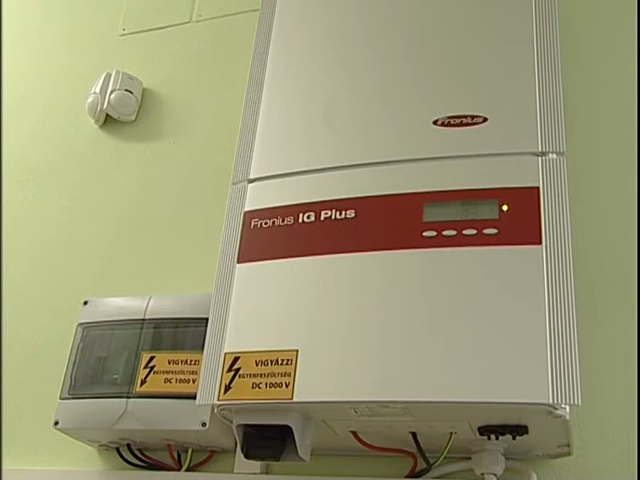 Fronius
Fronius IG Plus
VIGYÁZZ!
EGYENFESZÜLTSÉG
DC 1000 V
VIGYÁZZ!
EGYENFESZÜLTSÉG
DC 1000 V